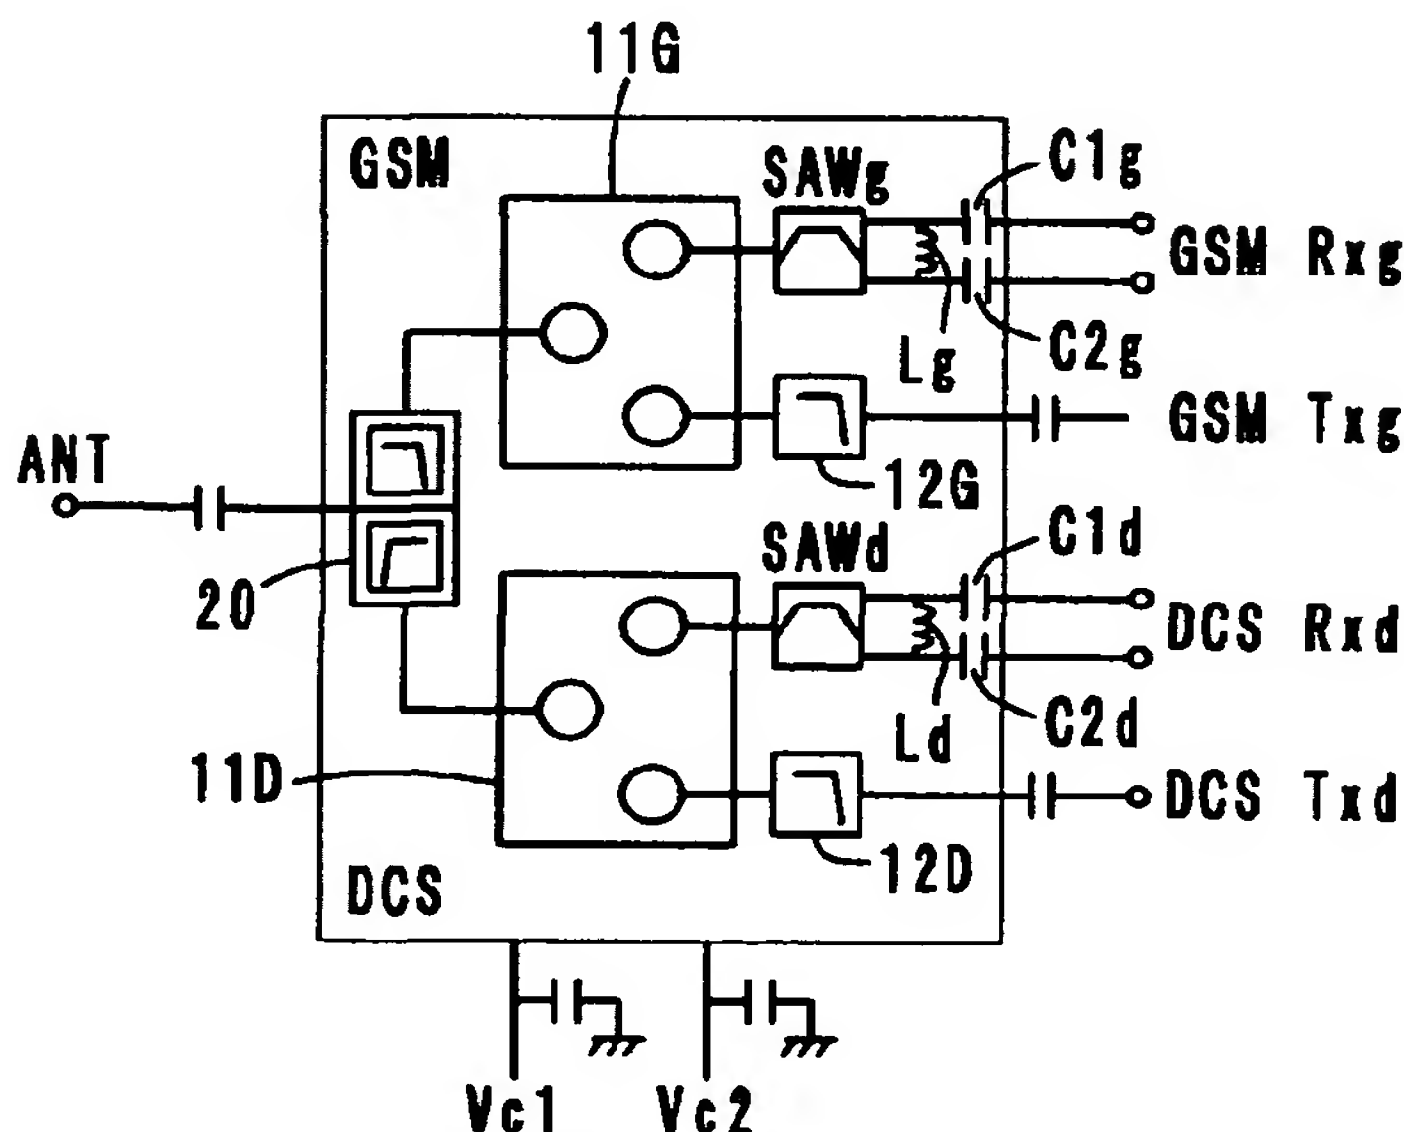 11G
GSM
SAWg
C1g
GSM Rxg
Lg
C2g
GSM Txg
ANT
12G
20
SAWd
C1d
DCS Rxd
Ld
C2d
11D
DCS Txd
12D
DCS
Vc1
Vc2